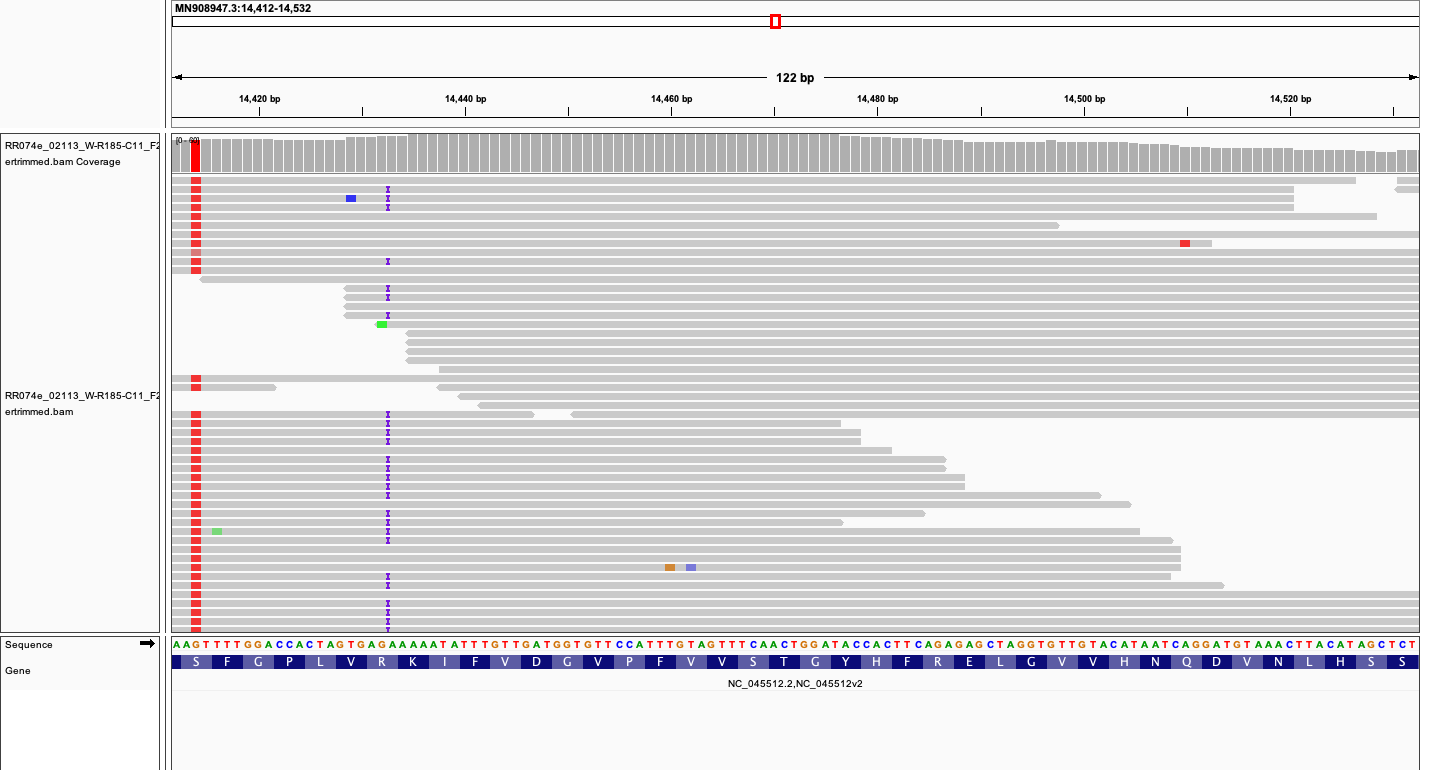 MN908947.3:14,412-14,532
122 bp
14,420 bp 14,440 bp 14,460 bp 14,480 bp 14,500 bp 14,520 bp
[0 - 60]
RR074e_02113_W-R185-C11_F2
ertrimmed.bam Coverage
RR074e_02113_W-R185-C11_F2
ertrimmed.bam
Sequence
AAGTTTTGGACCACTAGTGAGAAAAATATTTGTTGATGGTGTTCCATTTGTAGTTTCAACTGGATACCACTTCAGAGAGCTAGGTGTTGTACATAATCAGGATGTAAACTTACATAGCTCT
Gene
S F G P L V R K I F V D G V P F V V S T G Y H F R E L G V V H N Q D V N L H S S
NC_045512.2,NC_045512v2